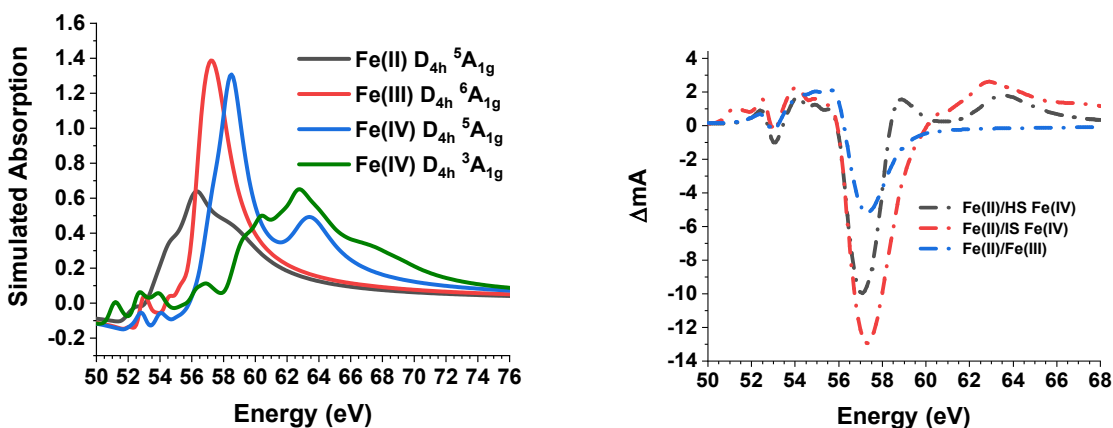 1.6
1.4
1.2
1.0
0.8
0.6
0.4
0.2
0.0
-0.2
Simulated Absorption
Fe(II) D4h 5A1g
Fe(III) D4h 6A1g
Fe(IV) D4h 5A1g
Fe(IV) D4h 3A1g
50 52 54 56 58 60 62 64 66 68 70 72 74 76
Energy (eV)
4
2
0
-2
-4
-6
-8
-10
-12
-14
ΔmA
Fe(II)/HS Fe(IV)
Fe(II)/IS Fe(IV)
Fe(II)/Fe(III)
50 52 54 56 58 60 62 64 66 68
Energy (eV)